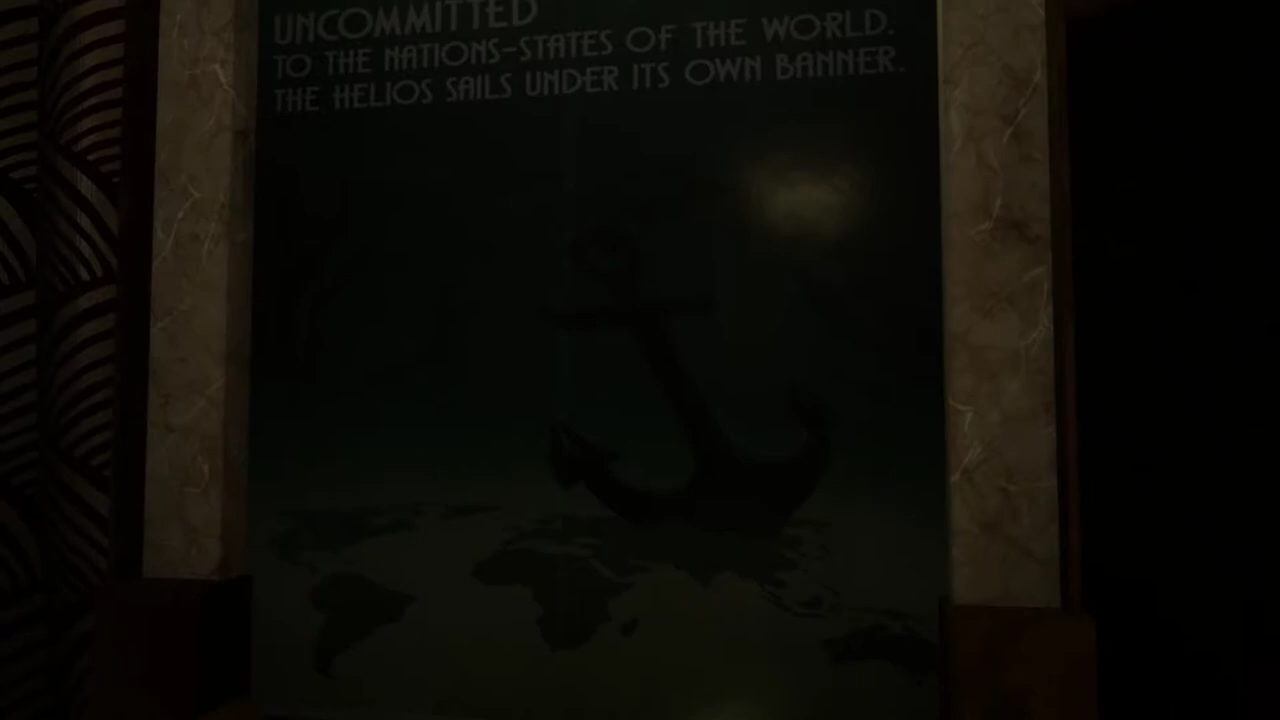 UNCOMMITTED
TO THE NATIONS-STATES OF THE WORLD.
THE HELIOS SAILS UNDER ITS OWN BANNER.